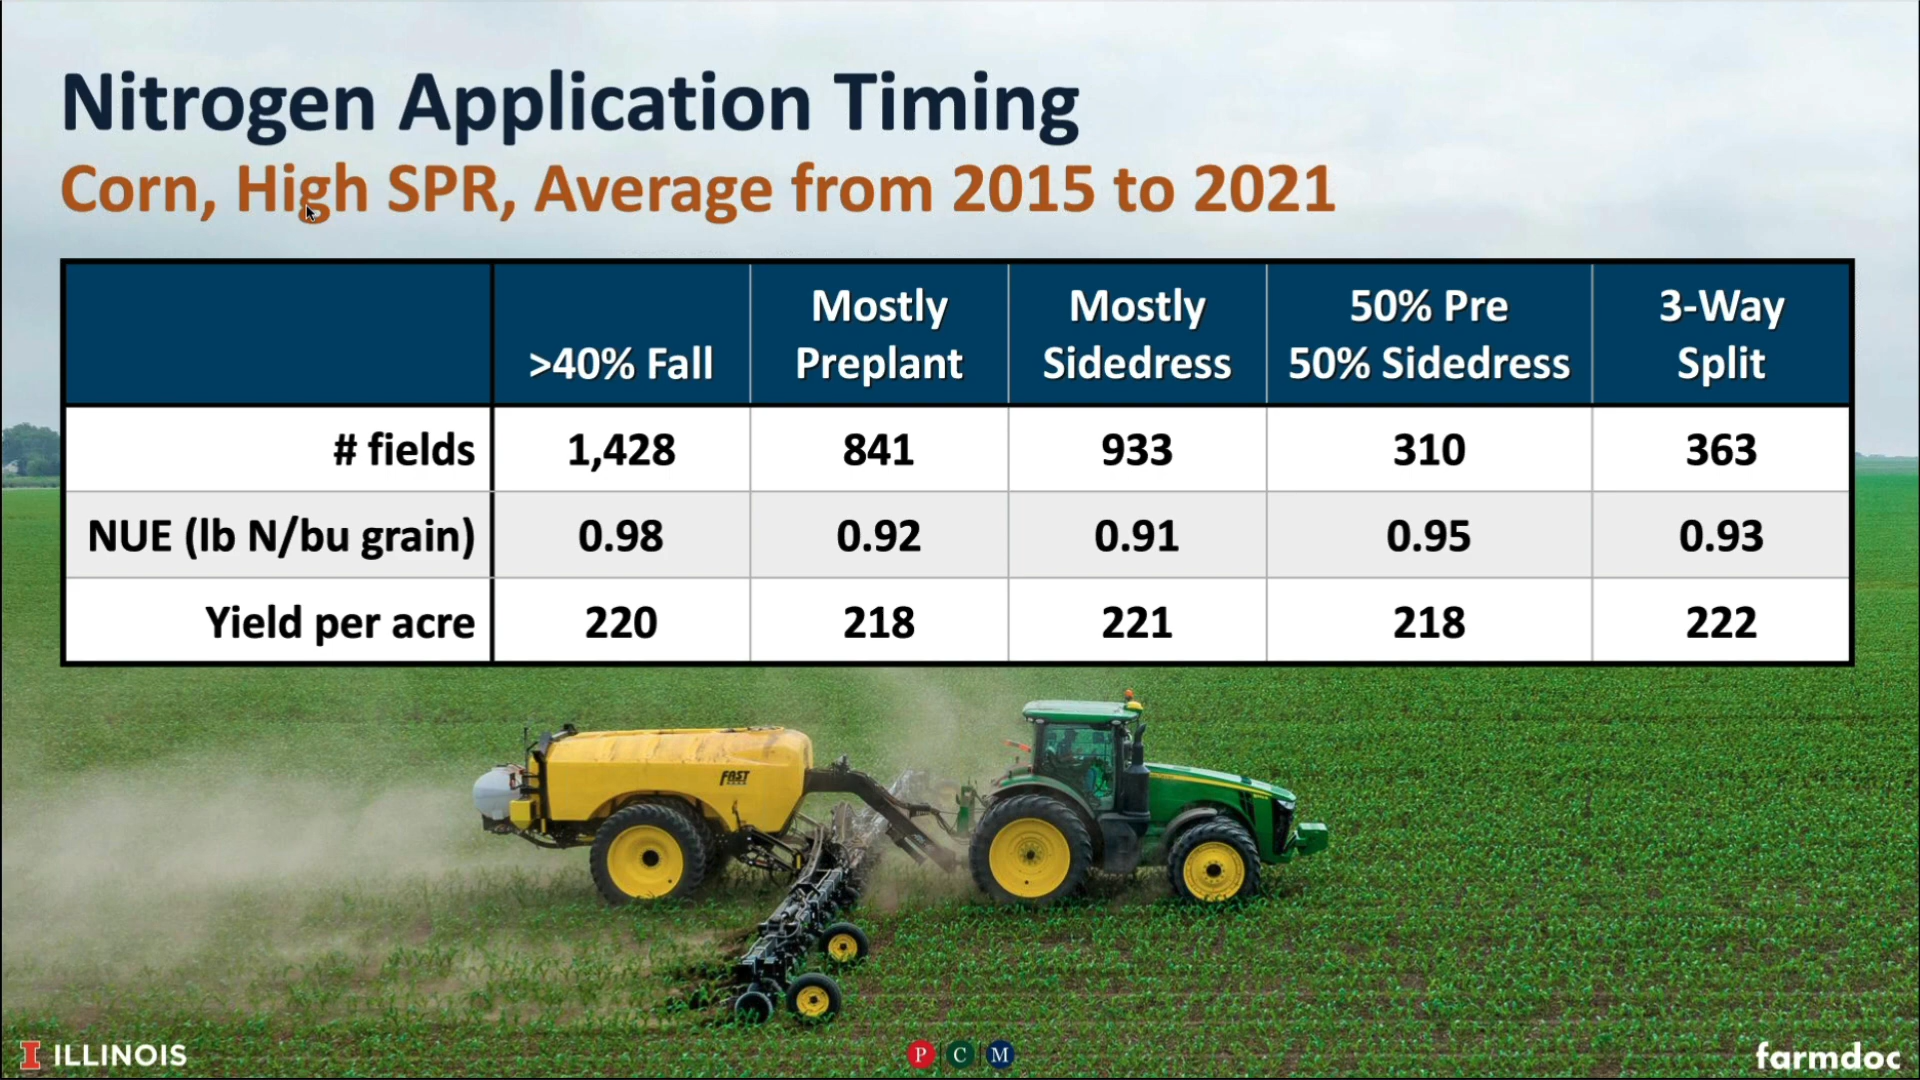 Nitrogen Application Timing
Corn, High SPR, Average from 2015 to 2021
>40% Fall
Mostly
Preplant
Mostly
Sidedress
50% Pre
50% Sidedress
3-Way
Split
# fields 1,428 841 933 310 363
NUE (lb N/bu grain) 0.98 0.92 0.91 0.95 0.93
Yield per acre 220 218 221 218 222
FAST
I ILLINOIS
P C M
farmdoc